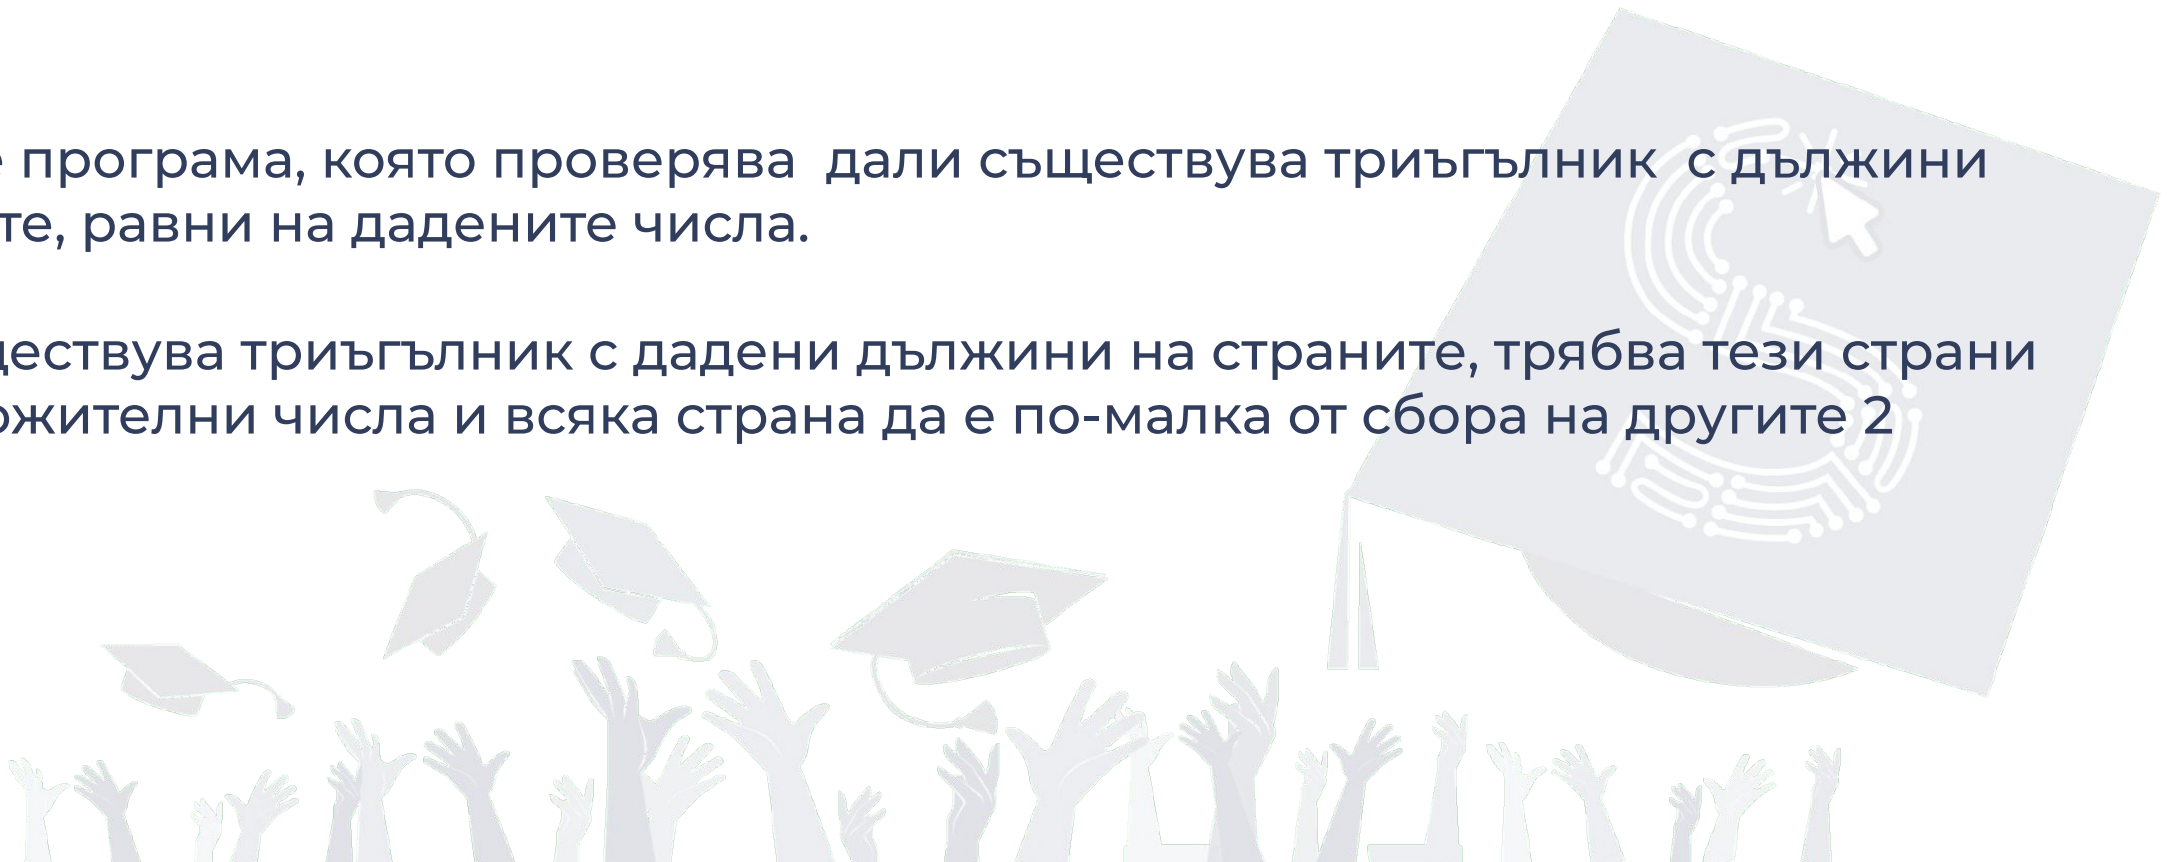 е програма, която проверява дали съществува триъгълник с дължини
те, равни на дадените числа.
ществува триъгълник с дадени дължини на страните, трябва тези страни
ожителни числа и всяка страна да е по-малка от сбора на другите 2